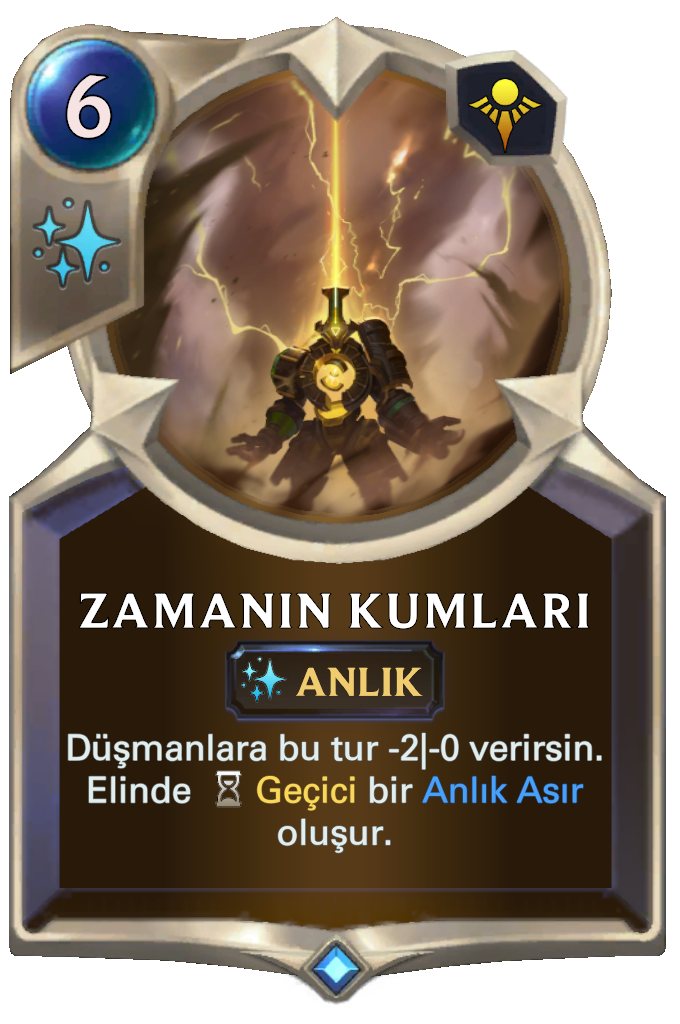 6
ZAMANIN KUMLARI
ANLIK
Düşmanlara bu tur -2|-0 verirsin.
Elinde Geçici bir Anlık Asır
oluşur.